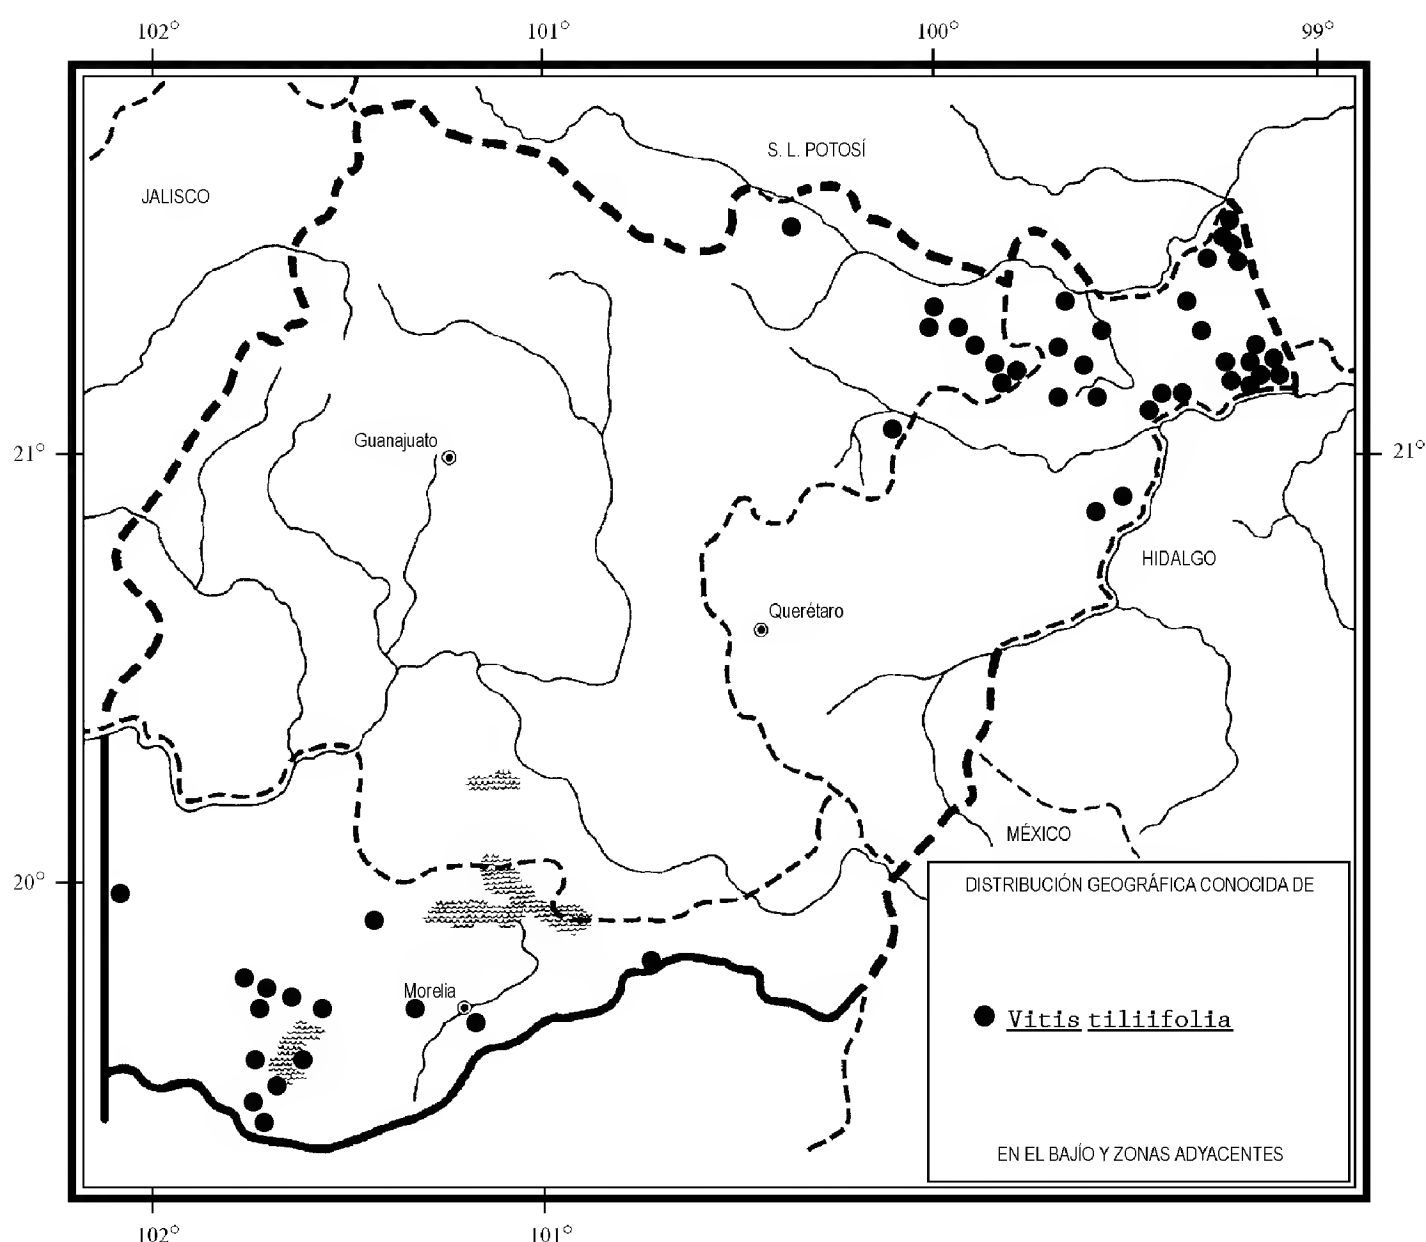 102° 101° 100° 99°
S. L. POTOSÍ
JALISCO
Guanajuato
21° 21°
HIDALGO
Querétaro
MÉXICO
20°
DISTRIBUCIÓN GEOGRÁFICA CONOCIDA DE
Morelia
Vitis tiliifolia
EN EL BAJÍO Y ZONAS ADYACENTES
102° 101°